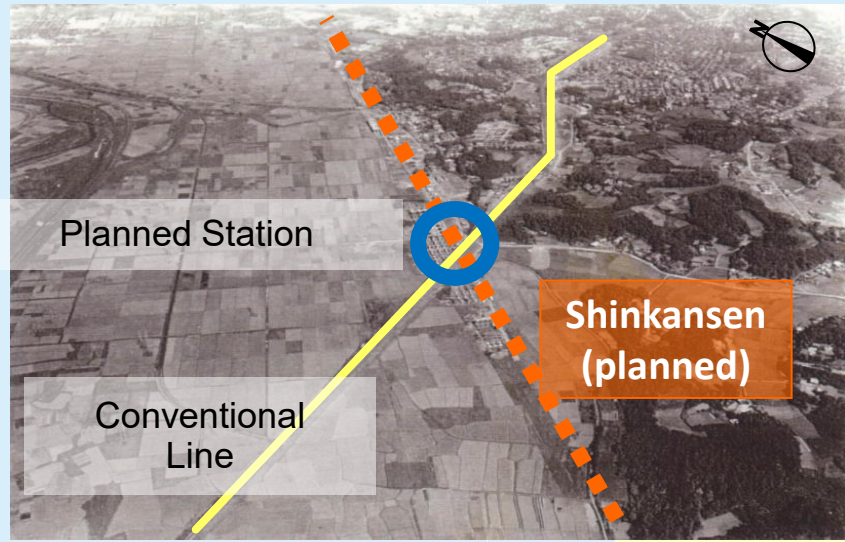 N
Planned Station
Shinkansen
(planned)
Conventional
Line